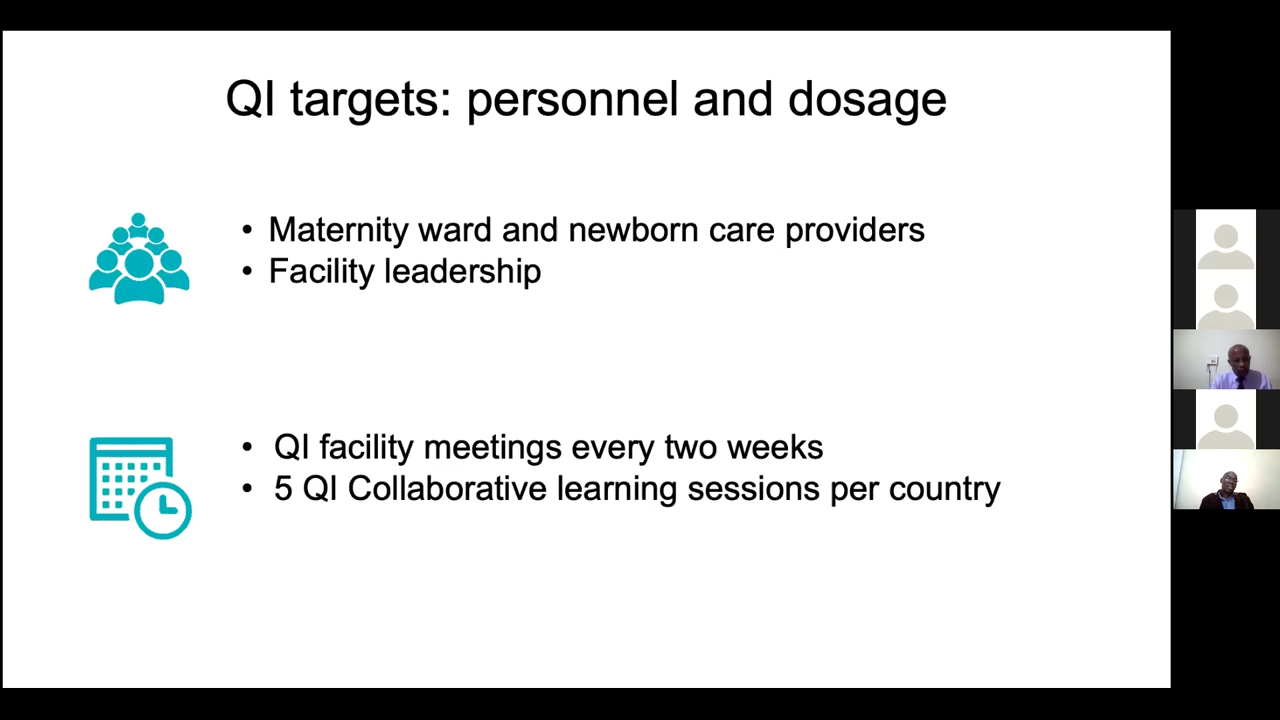 QI targets: personnel and dosage
• Maternity ward and newborn care providers
• Facility leadership
• QI facility meetings every two weeks
• 5 QI Collaborative learning sessions per country